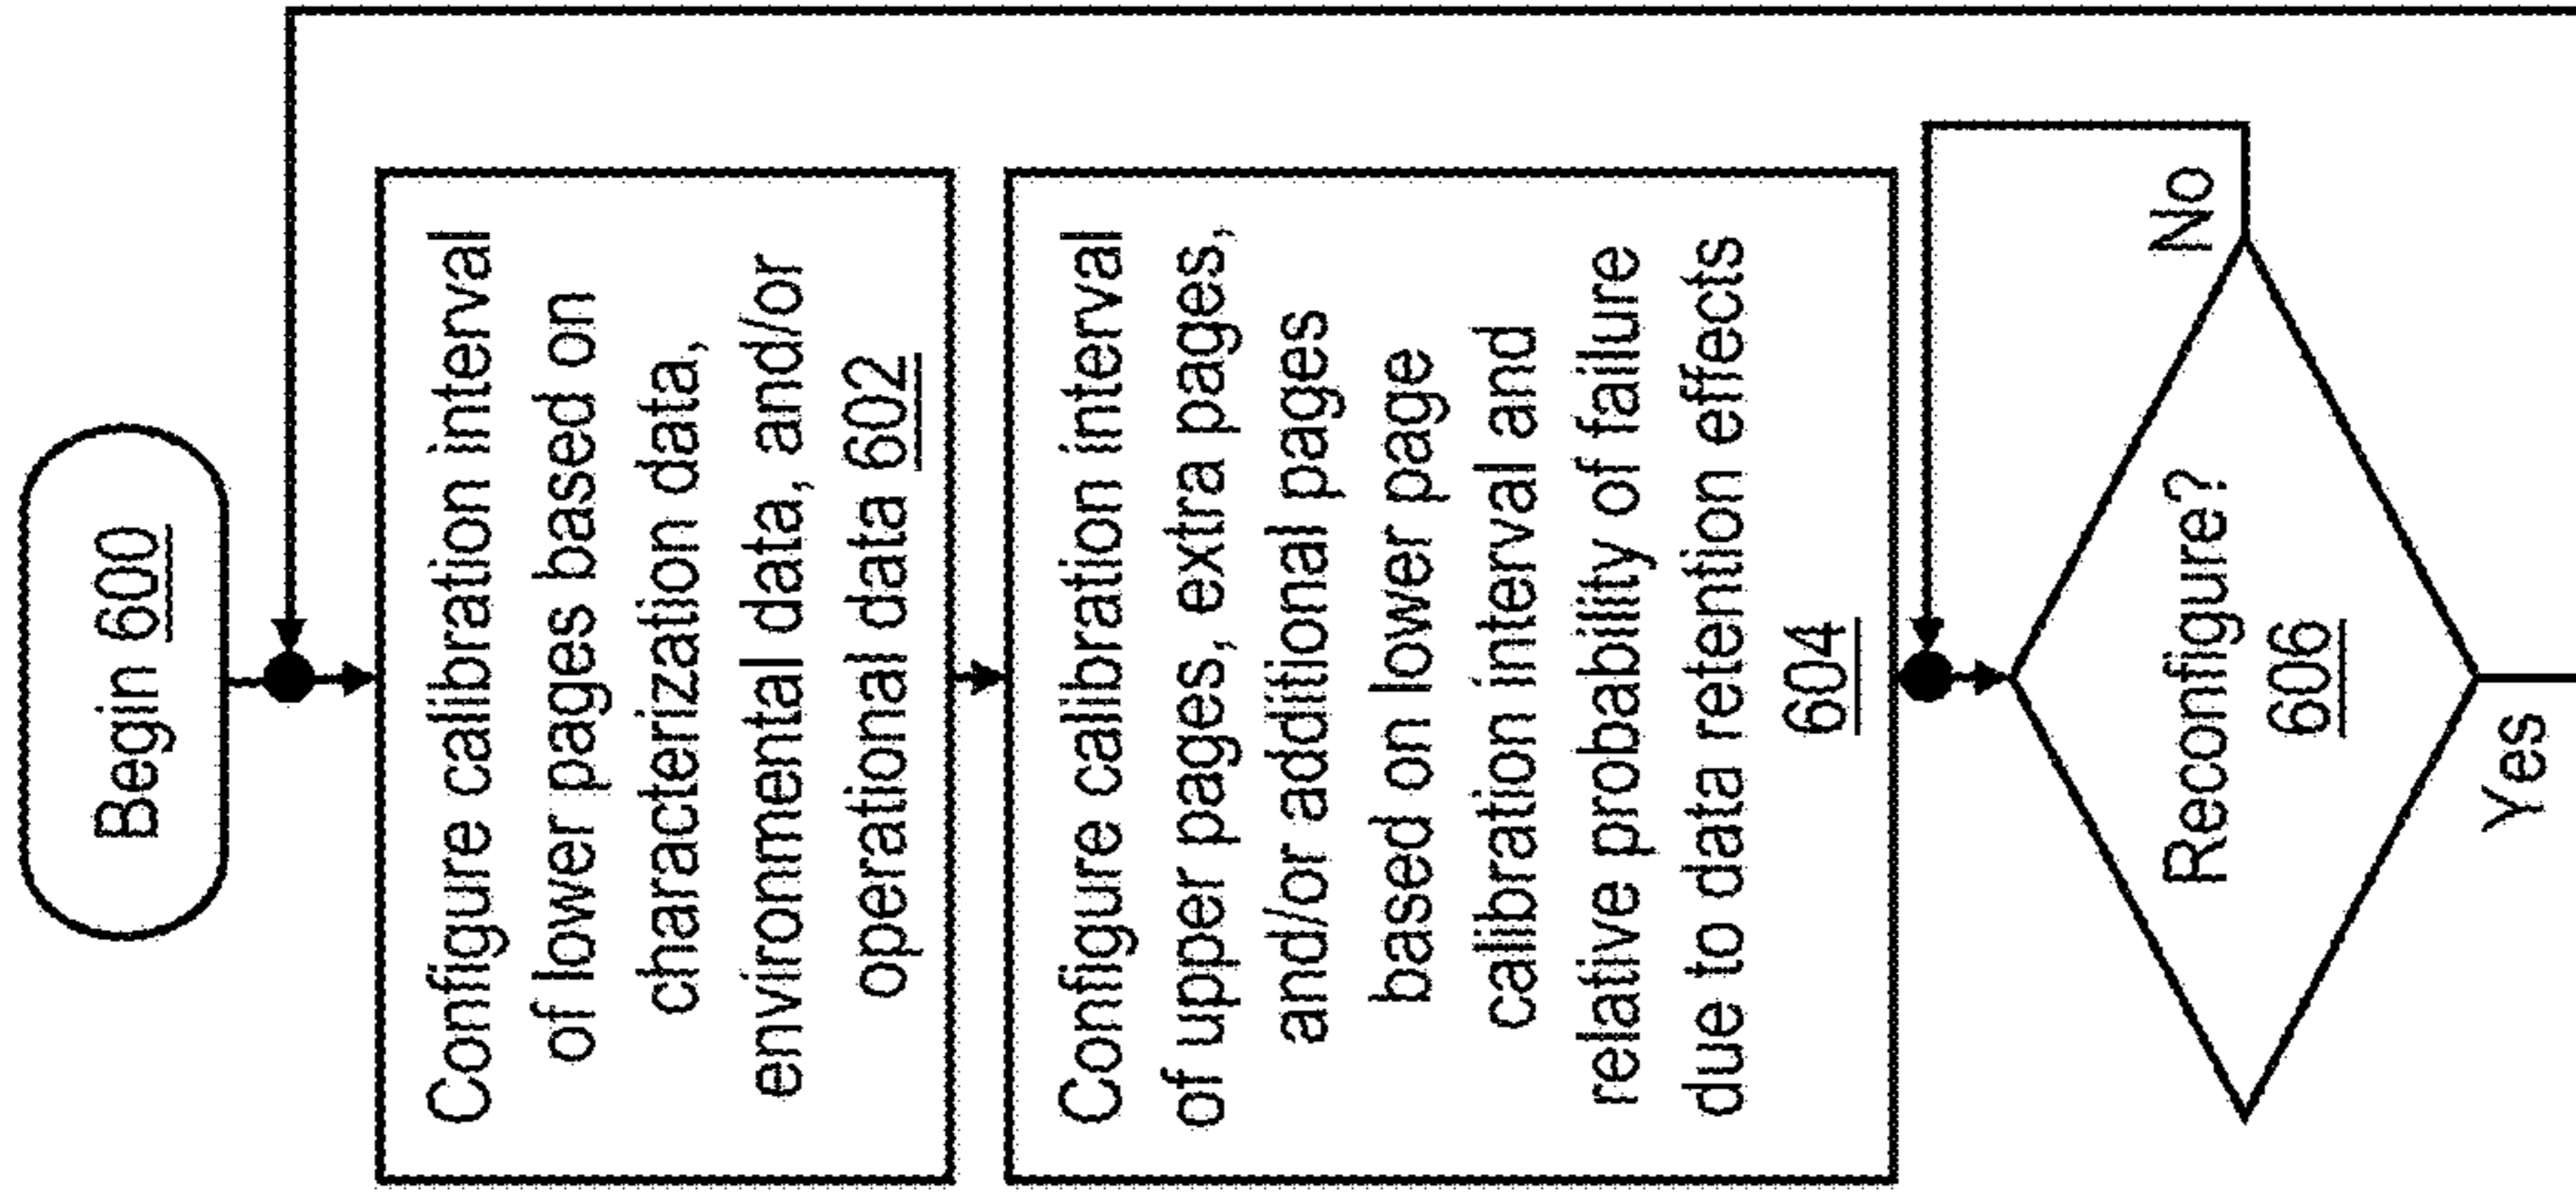 Begin 600
Configure calibration interval
of lower pages based on
characterization data,
environmental data, and/or
operational data 602
Configure calibration interval
of upper pages, extra pages,
and/or additional pages
based on lower page
calibration interval and
relative probability of failure
due to data retention effects
604
No
Reconfigure?
606
Yes